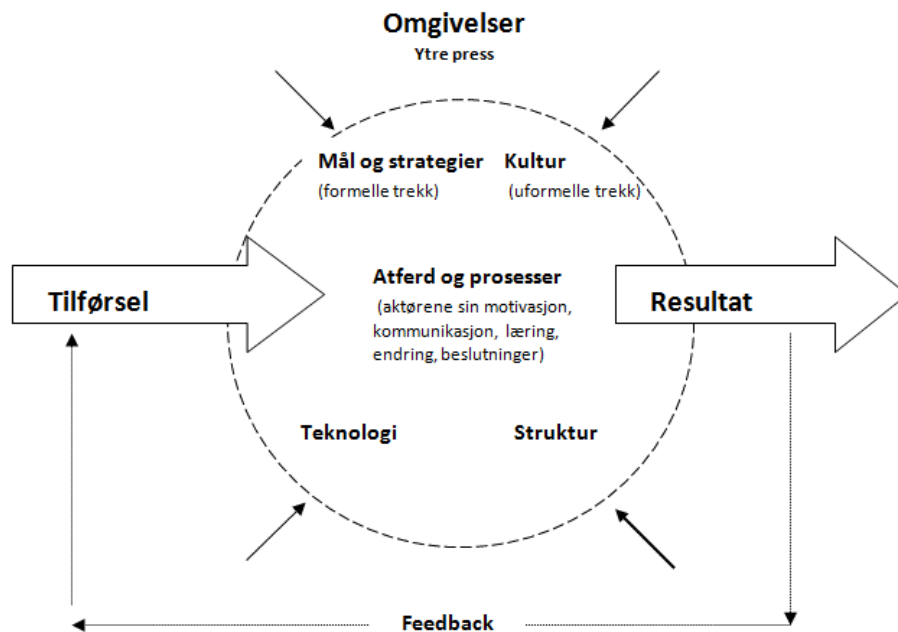 Omgivelser
Ytre press
Mål og strategier
(formelle trekk)
Kultur
(uformelle trekk)
Tilførsel
Atferd og prosesser
(aktørene sin motivasjon,
kommunikasjon, læring,
endring, beslutninger)
Resultat
Teknologi
Struktur
Feedback